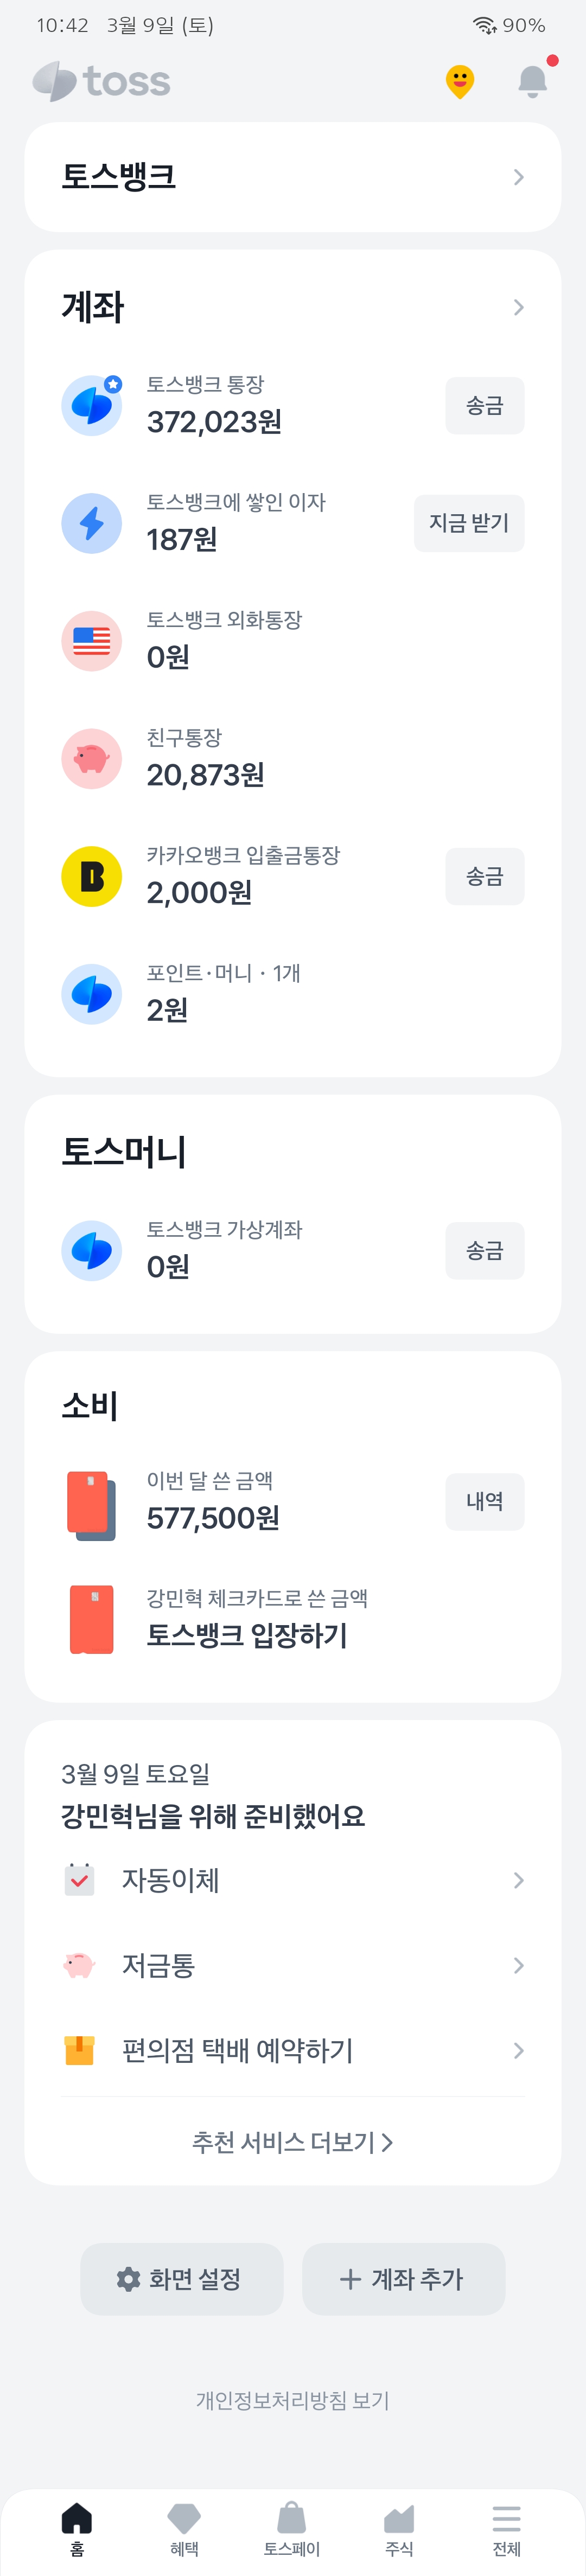 10:42 3월 9일 (토) 90%
toss
토스뱅크
계좌
토스뱅크 통장
372,023원
송금
토스뱅크에 쌓인 이자
187원
지금 받기
토스뱅크 외화통장
0원
친구통장
20,873원
카카오뱅크 입출금통장
2,000원
송금
포인트·머니 · 1개
2원
토스머니
토스뱅크 가상계좌
0원
송금
소비
이번 달 쓴 금액
577,500원
내역
강민혁 체크카드로 쓴 금액
토스뱅크 입장하기
3월 9일 토요일
강민혁님을 위해 준비했어요
자동이체
저금통
편의점 택배 예약하기
추천 서비스 더보기
화면 설정
계좌 추가
개인정보처리방침 보기
홈 혜택 토스페이 주식 전체